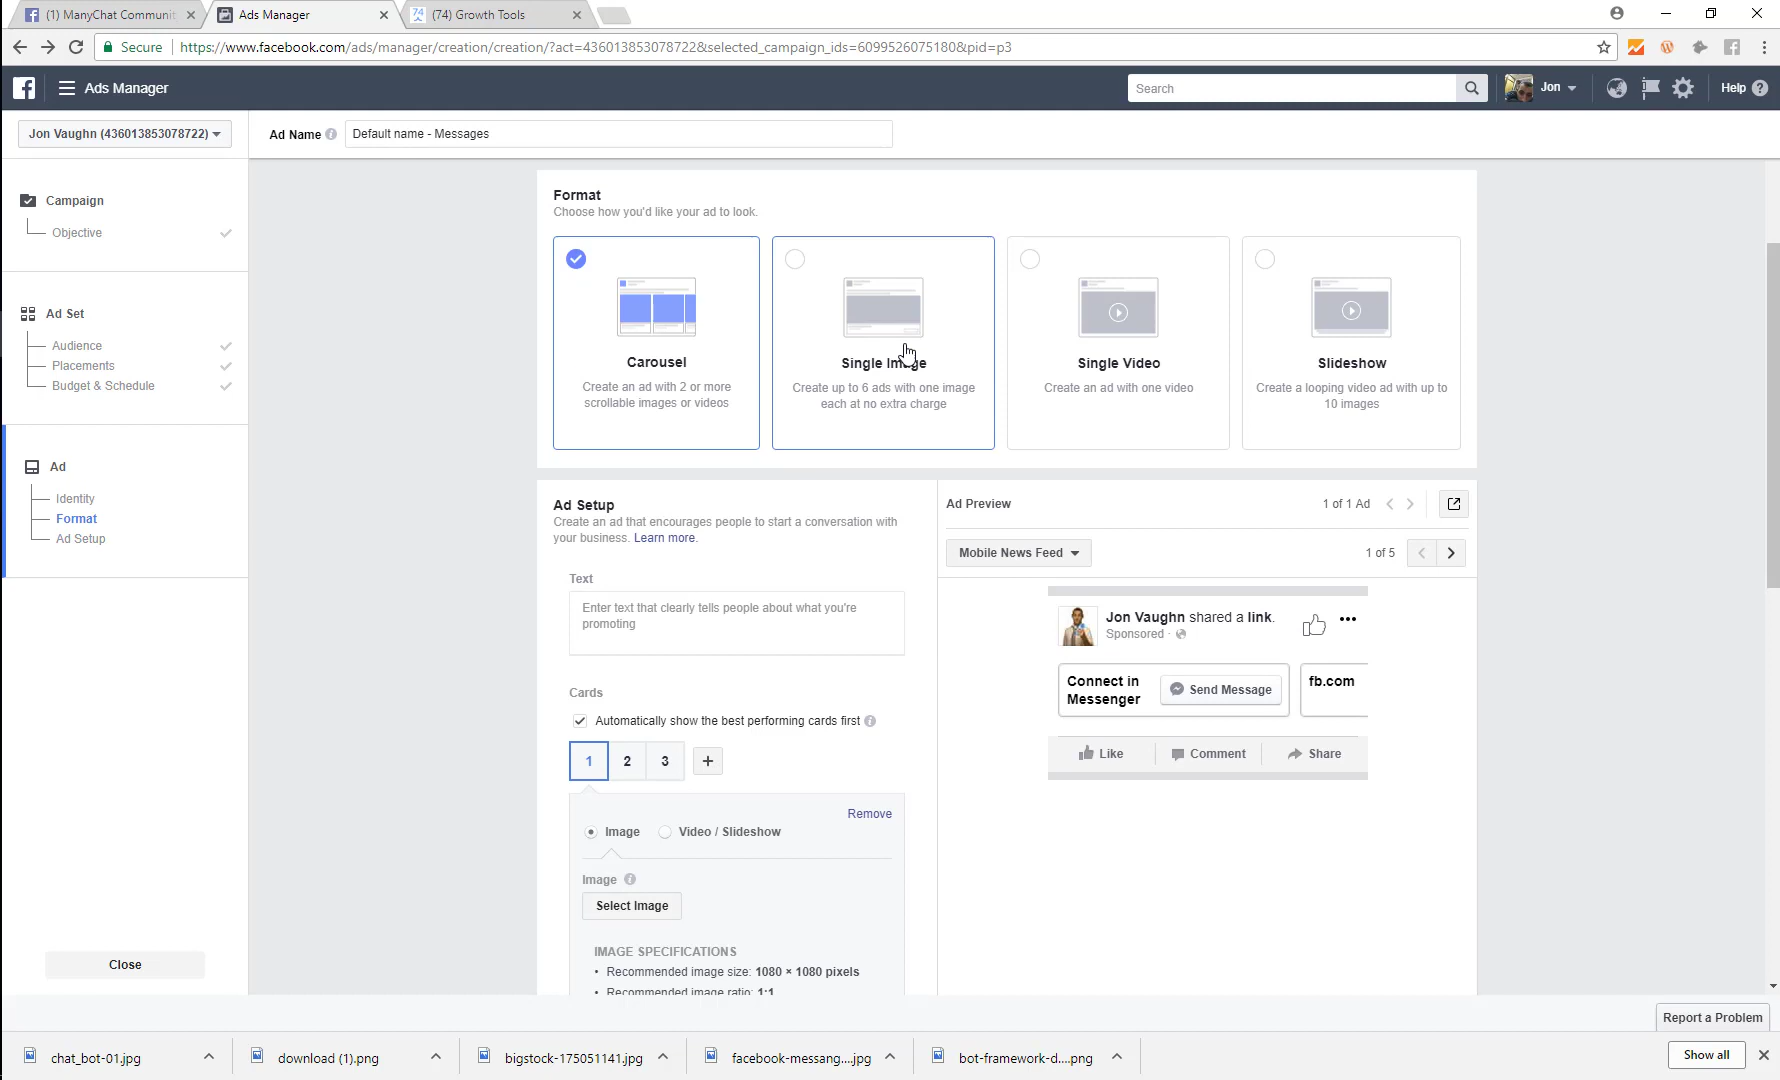 (1) ManyChat Communit
Ads Manager
(74) Growth Tools
Secure
https://www.facebook.com/ads/manager/creation/creation/?act=436013853078722&selected_campaign_ids=6099526075180&pid=p3
Ads Manager
Search
Jon
Help
Jon Vaughn (436013853078722)
Ad Name
Default name - Messages
Campaign
Objective
Ad Set
Audience
Placements
Budget & Schedule
Ad
Identity
Format
Ad Setup
Close
Format
Choose how you'd like your ad to look.
Carousel
Create an ad with 2 or more
scrollable images or videos
Single Image
Create up to 6 ads with one image
each at no extra charge
Single Video
Create an ad with one video
Slideshow
Create a looping video ad with up to
10 images
Ad Setup
Create an ad that encourages people to start a conversation with
your business. Learn more.
Text
Enter text that clearly tells people about what you're
promoting
Cards
Automatically show the best performing cards first
1 2 3 +
Remove
Image
Video / Slideshow
Image
Select Image
IMAGE SPECIFICATIONS
• Recommended image size: 1080 × 1080 pixels
• Recommended image ratio: 1:1
Ad Preview
1 of 1 Ad
Mobile News Feed
1 of 5
Jon Vaughn shared a link.
Sponsored ·
Connect in
Messenger
Send Message
fb.com
Like
Comment
Share
Report a Problem
chat_bot-01.jpg
download (1).png
bigstock-175051141.jpg
facebook-messang....jpg
bot-framework-d....png
Show all